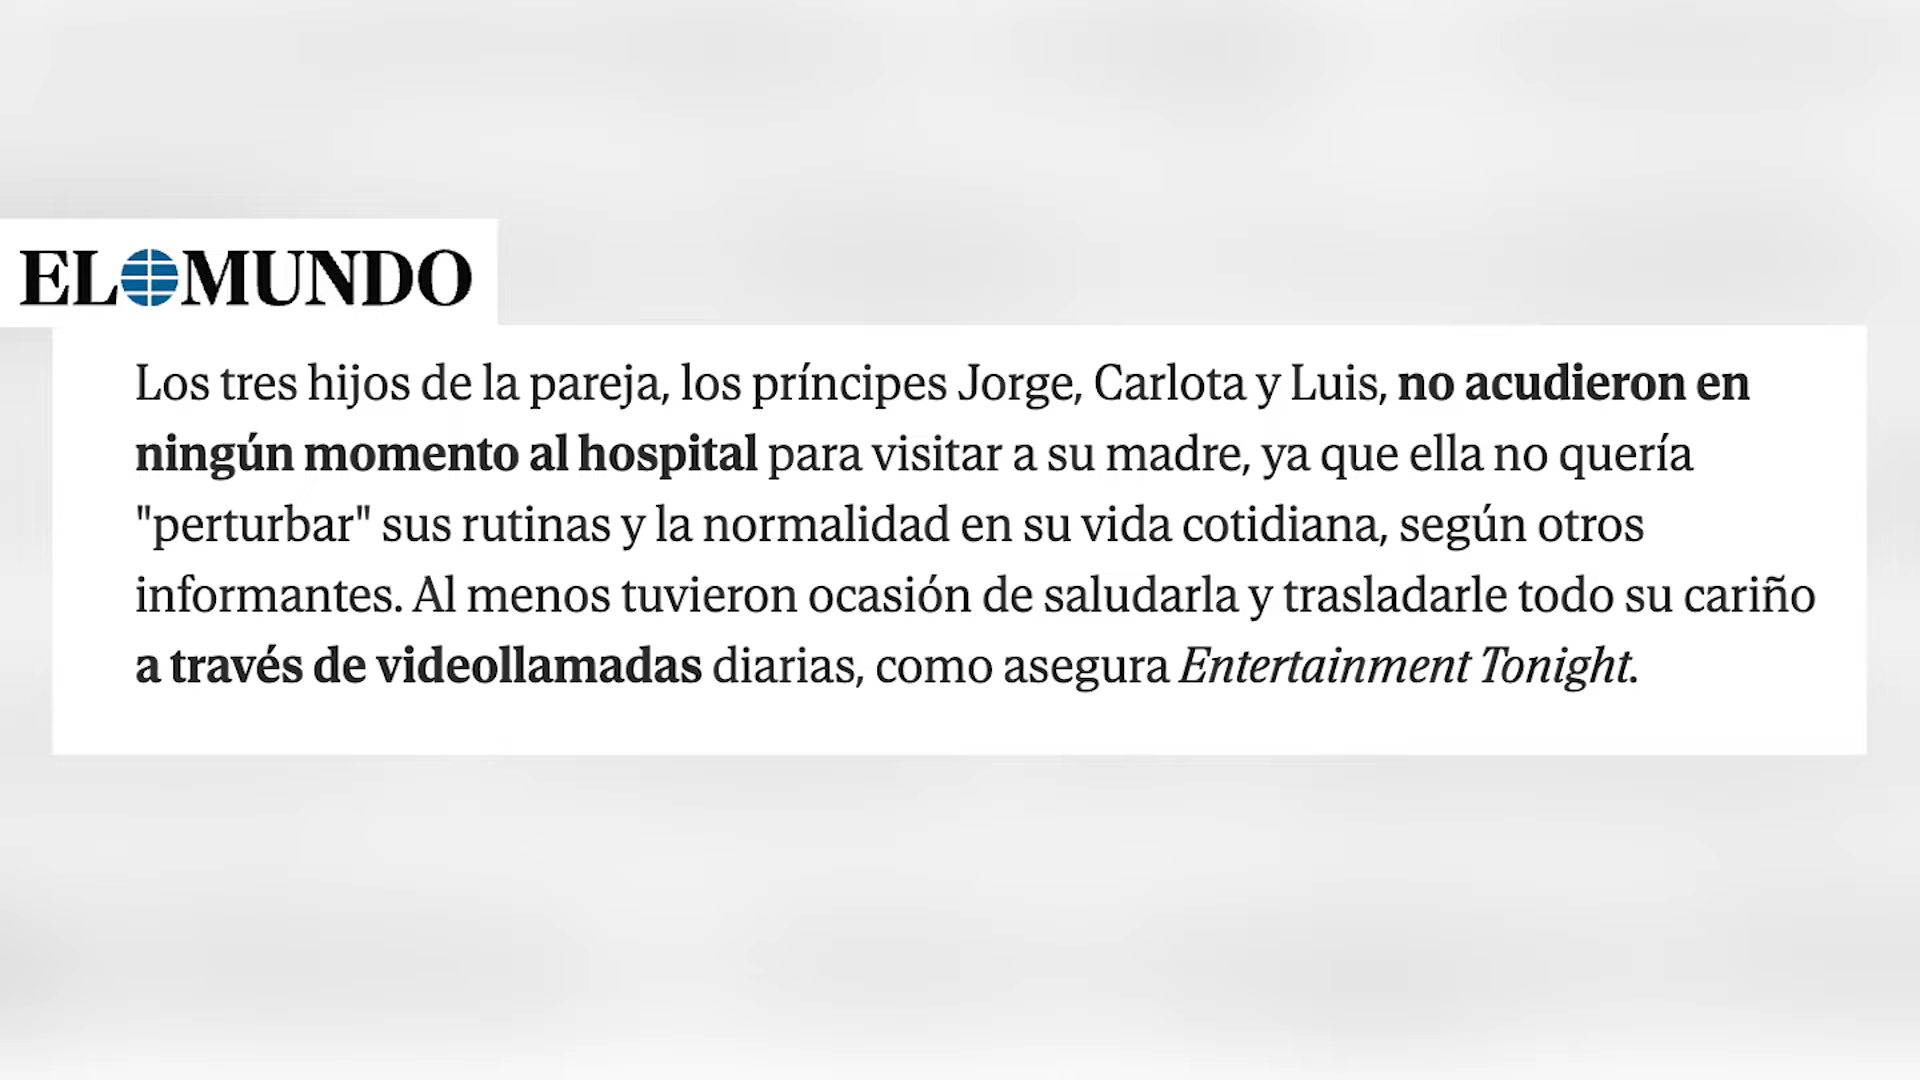 EL MUNDO
Los tres hijos de la pareja, los príncipes Jorge, Carlota y Luis, no acudieron en
ningún momento al hospital para visitar a su madre, ya que ella no quería
"perturbar" sus rutinas y la normalidad en su vida cotidiana, según otros
informantes. Al menos tuvieron ocasión de saludarla y trasladarle todo su cariño
a través de videollamadas diarias, como asegura Entertainment Tonight.